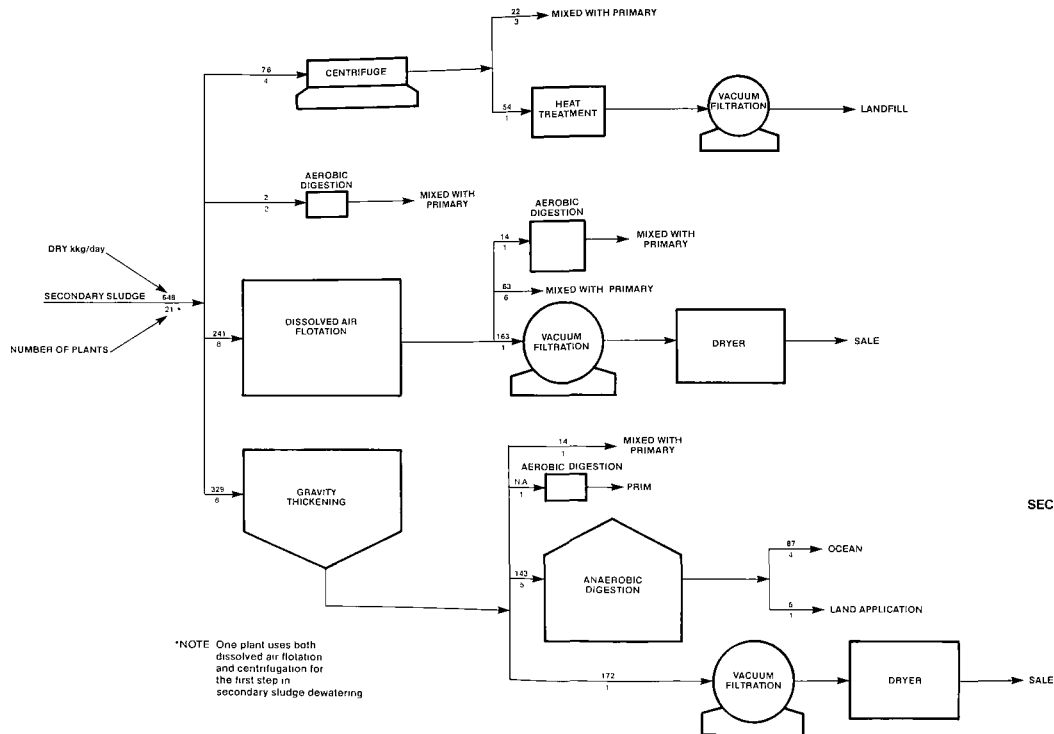 22
3
MIXED WITH PRIMARY
76
4
CENTRIFUGE
54
1
HEAT
TREATMENT
VACUUM
FILTRATION
LANDFILL
AEROBIC
DIGESTION
2
2
MIXED WITH
PRIMARY
AEROBIC
DIGESTION
14
1
MIXED WITH
PRIMARY
DRY kkg/day
SECONDARY SLUDGE
648
21 *
NUMBER OF PLANTS
63
6
MIXED WITH PRIMARY
241
8
DISSOLVED AIR
FLOTATION
163
1
VACUUM
FILTRATION
DRYER
SALE
14
1
MIXED WITH
PRIMARY
AEROBIC DIGESTION
N.A
1
PRIM
329
8
GRAVITY
THICKENING
SEC
143
5
ANAEROBIC
DIGESTION
87
4
OCEAN
6
1
LAND APPLICATION
*NOTE One plant uses both
dissolved air flotation
and centrifugation for
the first step in
secondary sludge dewatering
172
1
VACUUM
FILTRATION
DRYER
SALE